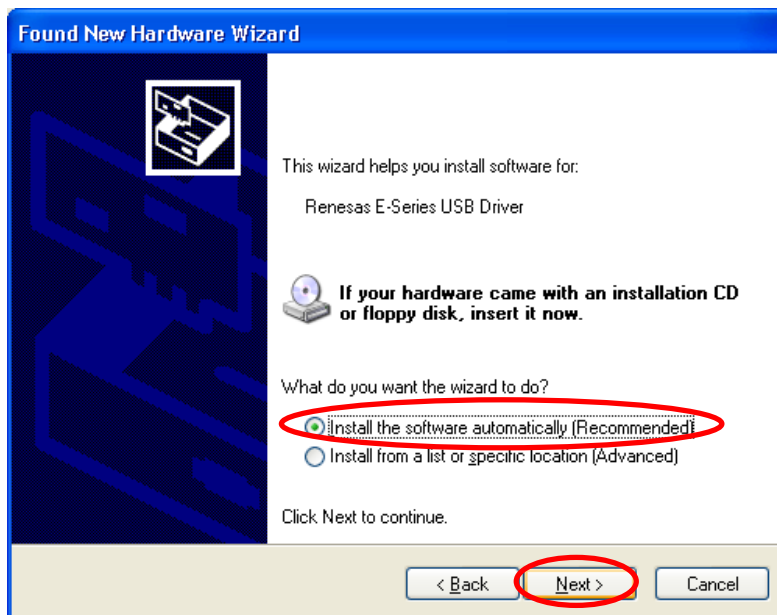 Found New Hardware Wizard
This wizard helps you install software for:
Renesas E-Series USB Driver
If your hardware came with an installation CD
or floppy disk, insert it now.
What do you want the wizard to do?
Install the software automatically (Recommended)
Install from a list or specific location (Advanced)
Click Next to continue.
< Back Next > Cancel